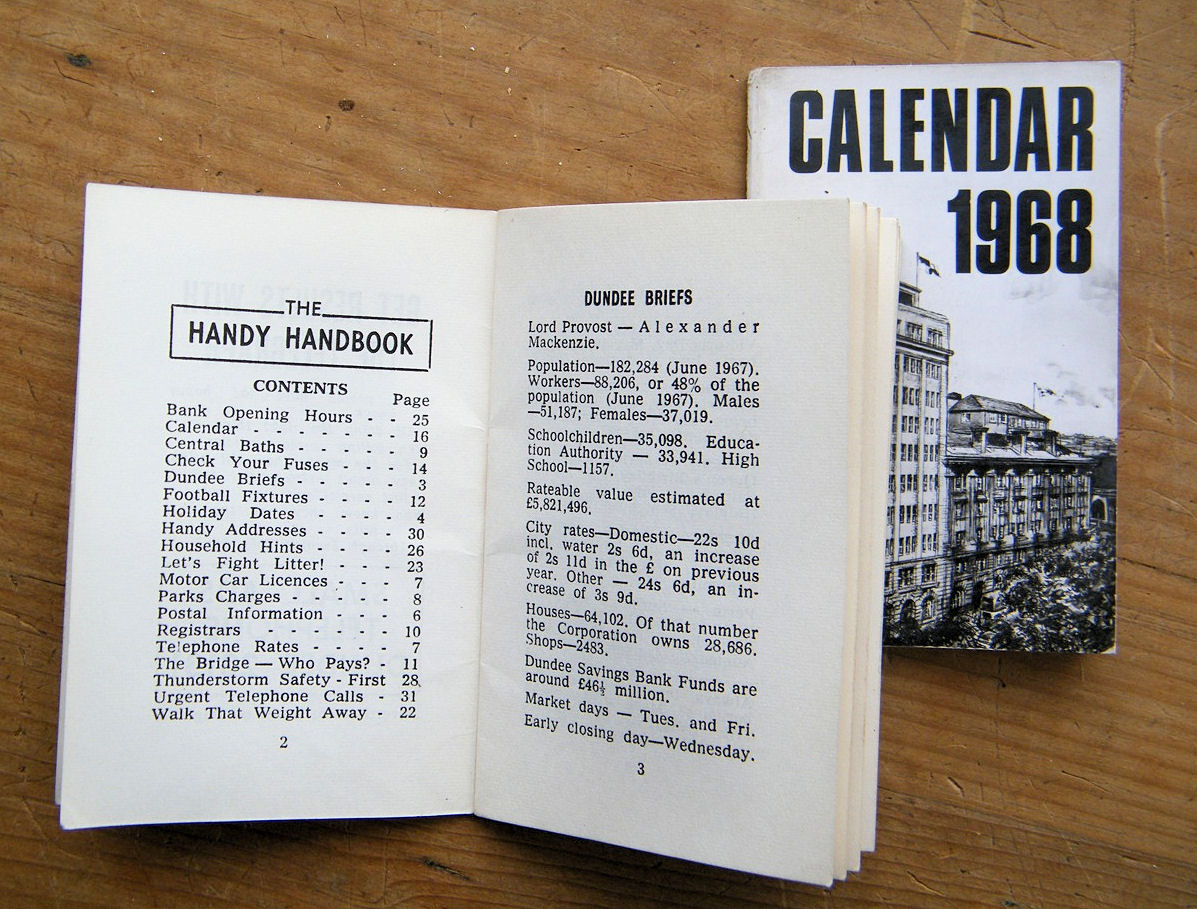 THE
HANDY HANDBOOK
CONTENTS
Page
Bank Opening Hours - - 25
Calendar - - - - - - - 16
Central Baths - - - - 9
Check Your Fuses - - - 14
Dundee Briefs - - - - - 3
Football Fixtures - - - - 12
Holiday Dates - - - - 4
Handy Addresses - - - - 30
Household Hints - - - - 26
Let's Fight Litter! - - - - 23
Motor Car Licences - - - 7
Parks Charges - - - - - 8
Postal Information - - - 6
Registrars - - - - - - 10
Telephone Rates - - - - 7
The Bridge — Who Pays? - 11
Thunderstorm Safety - First 28
Urgent Telephone Calls - 31
Walk That Weight Away - 22
2
DUNDEE BRIEFS
Lord Provost — Alexander
Mackenzie.
Population—182,284 (June 1967).
Workers—88,206, or 48% of the
population (June 1967). Males
—51,187; Females—37,019.
Schoolchildren—35,098. Educa-
tion Authority — 33,941. High
School—1157.
Rateable value estimated at
£5,821,496.
City rates—Domestic—22s 10d
incl. water 2s 6d, an increase
of 2s 11d in the £ on previous
year. Other — 24s 6d, an in-
crease of 3s 9d.
Houses—64,102. Of that number
the Corporation owns 28,686.
Shops—2483.
Dundee Savings Bank Funds are
around £46½ million.
Market days — Tues. and Fri.
Early closing day—Wednesday.
3
CALENDAR
1968